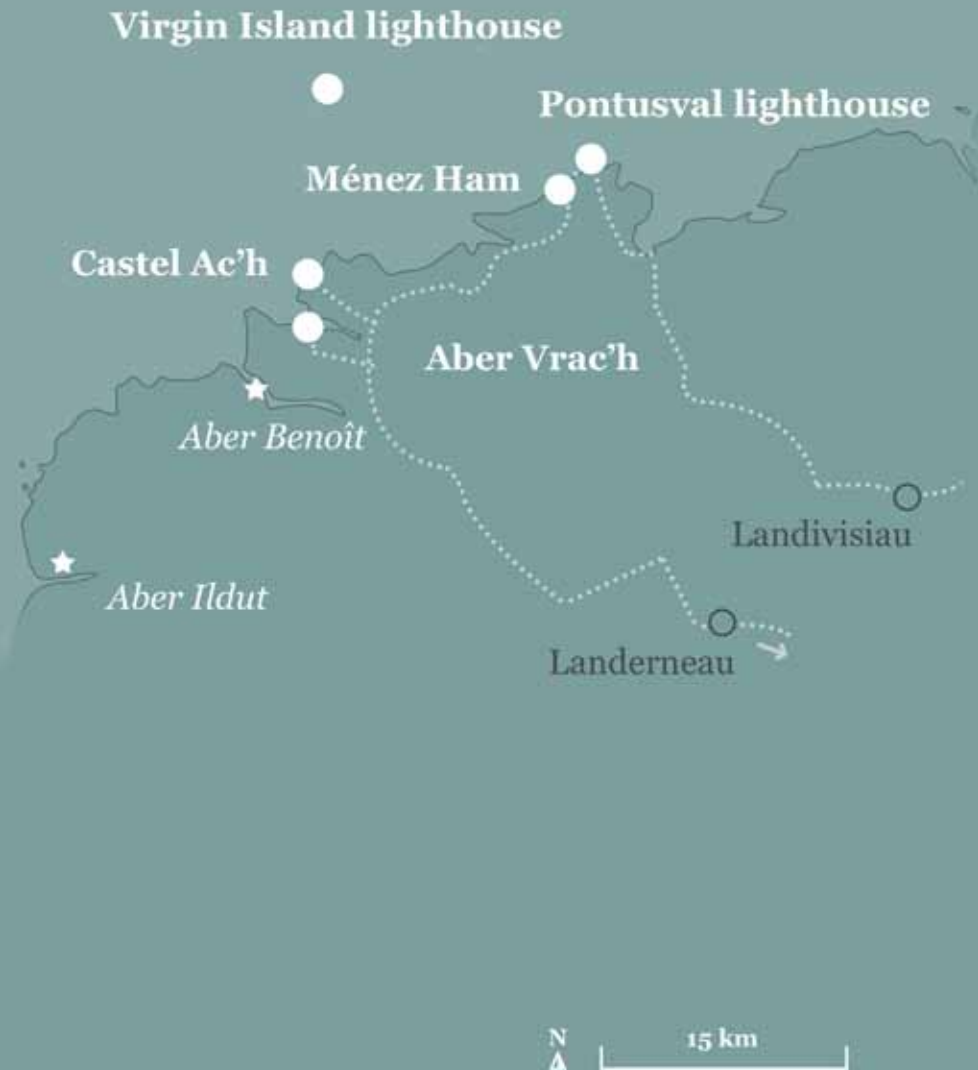 Virgin Island lighthouse
Pontusval lighthouse
Ménez Ham
Castel Ac'h
Aber Vrac'h
Aber Benoît
Landivisiau
Aber Ildut
Landerneau
N
15 km